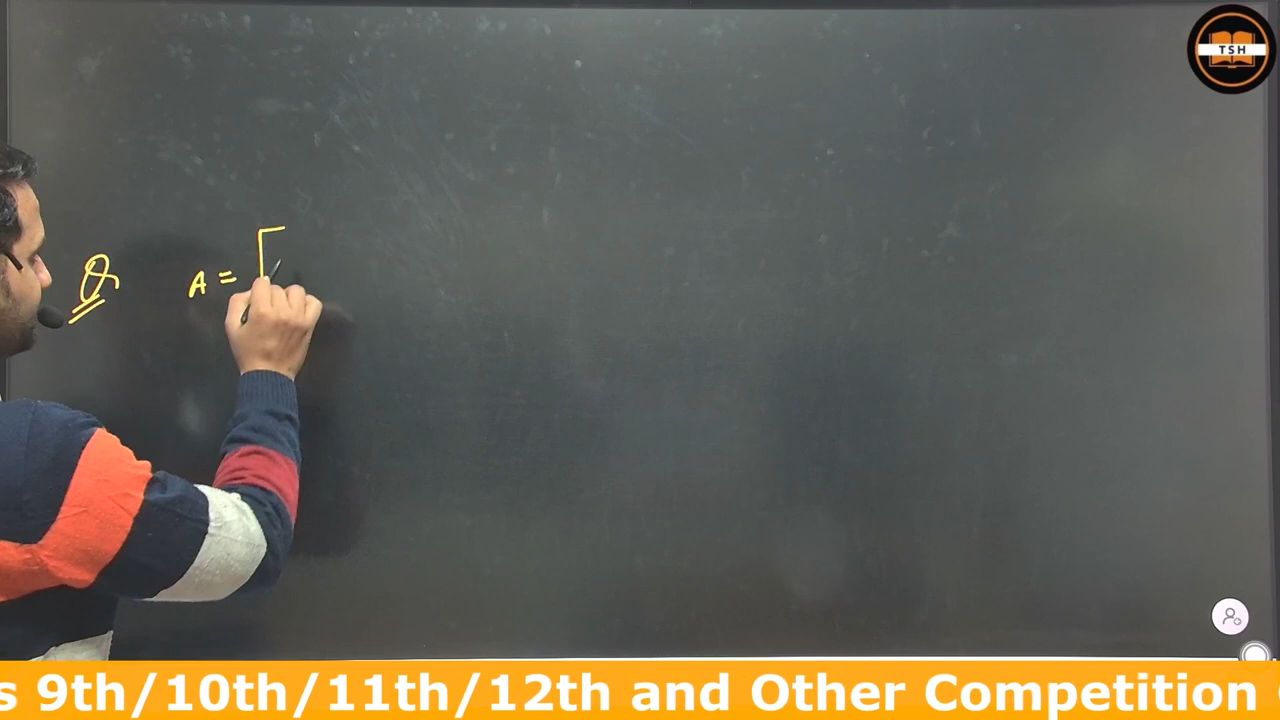 TSH
Q A = [
s 9th/10th/11th/12th and Other Competition